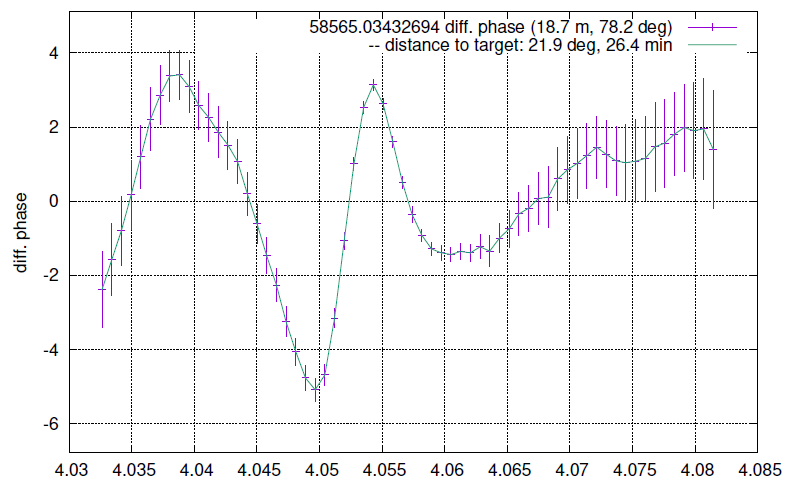 58565.03432694 diff. phase (18.7 m, 78.2 deg)
-- distance to target: 21.9 deg, 26.4 min
4
2
0
-2
-4
-6
diff. phase
4.03 4.035 4.04 4.045 4.05 4.055 4.06 4.065 4.07 4.075 4.08 4.085